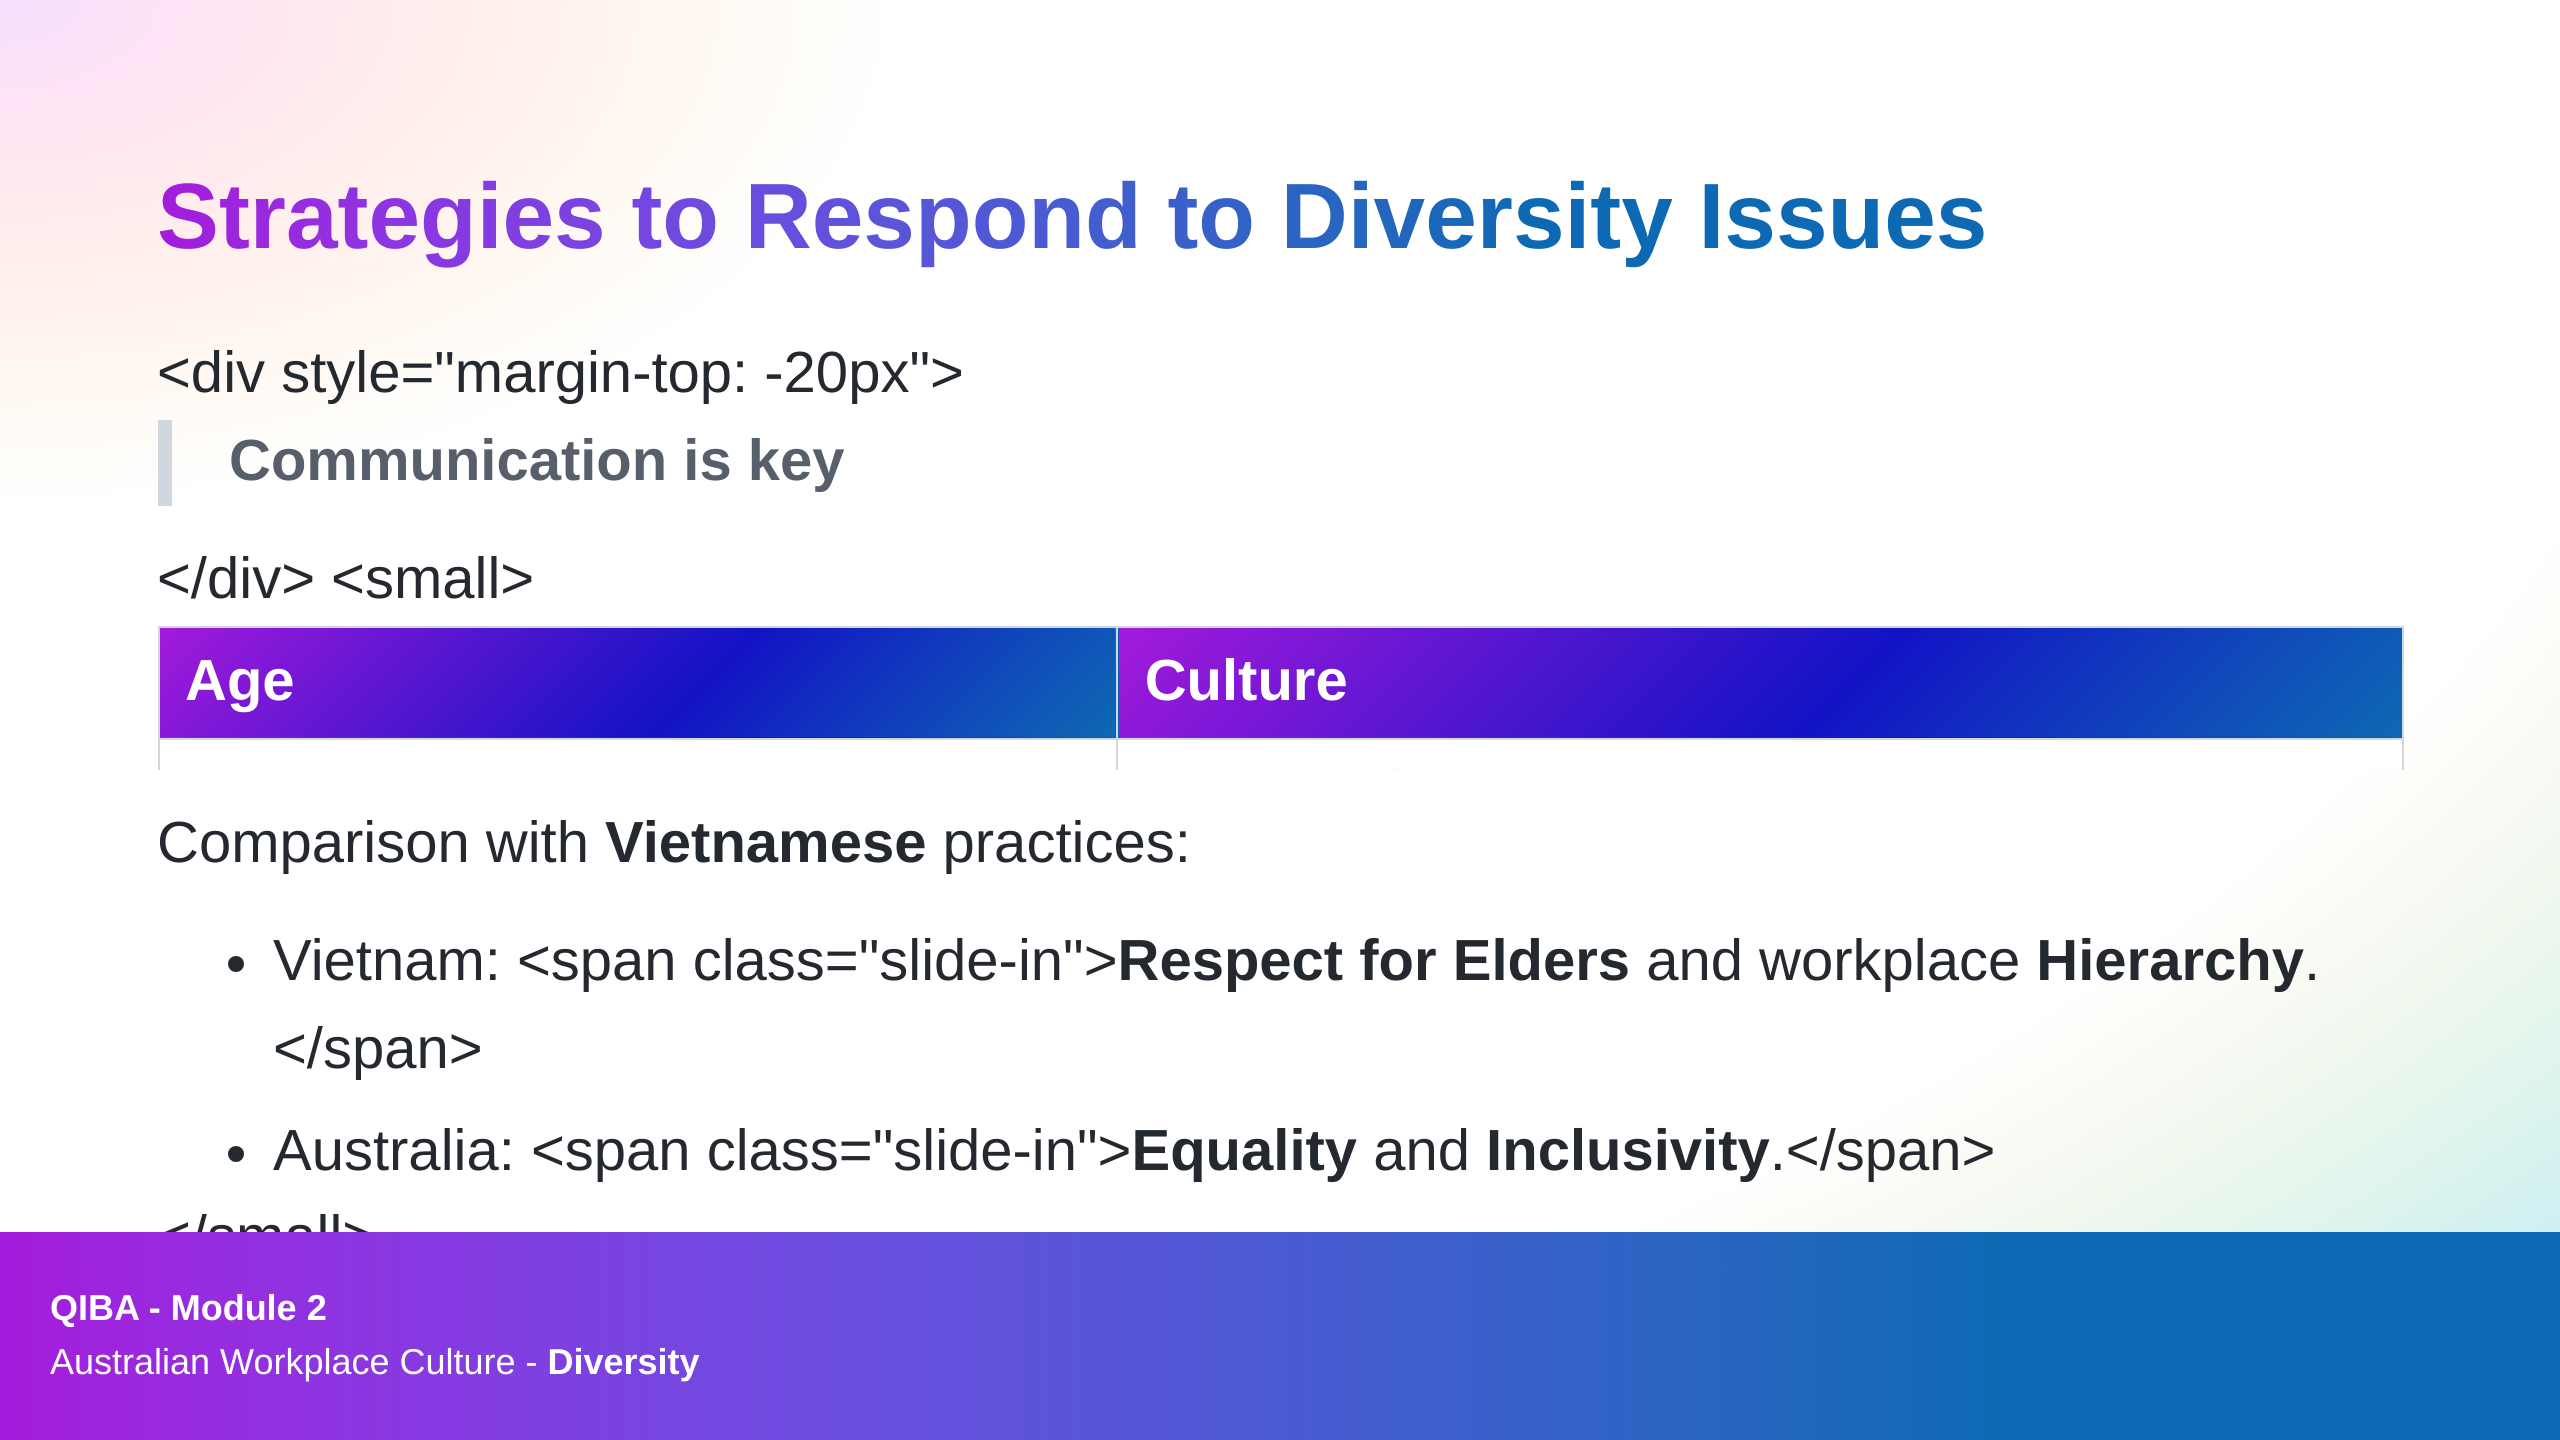 Strategies to Respond to Diversity Issues
<div style="margin-top: -20px">
Communication is key
</div> <small>
Age
Culture
Comparison with Vietnamese practices:
• Vietnam: <span class="slide-in">Respect for Elders and workplace Hierarchy.
</span>
• Australia: <span class="slide-in">Equality and Inclusivity.</span>
</small>
QIBA - Module 2
Australian Workplace Culture - Diversity